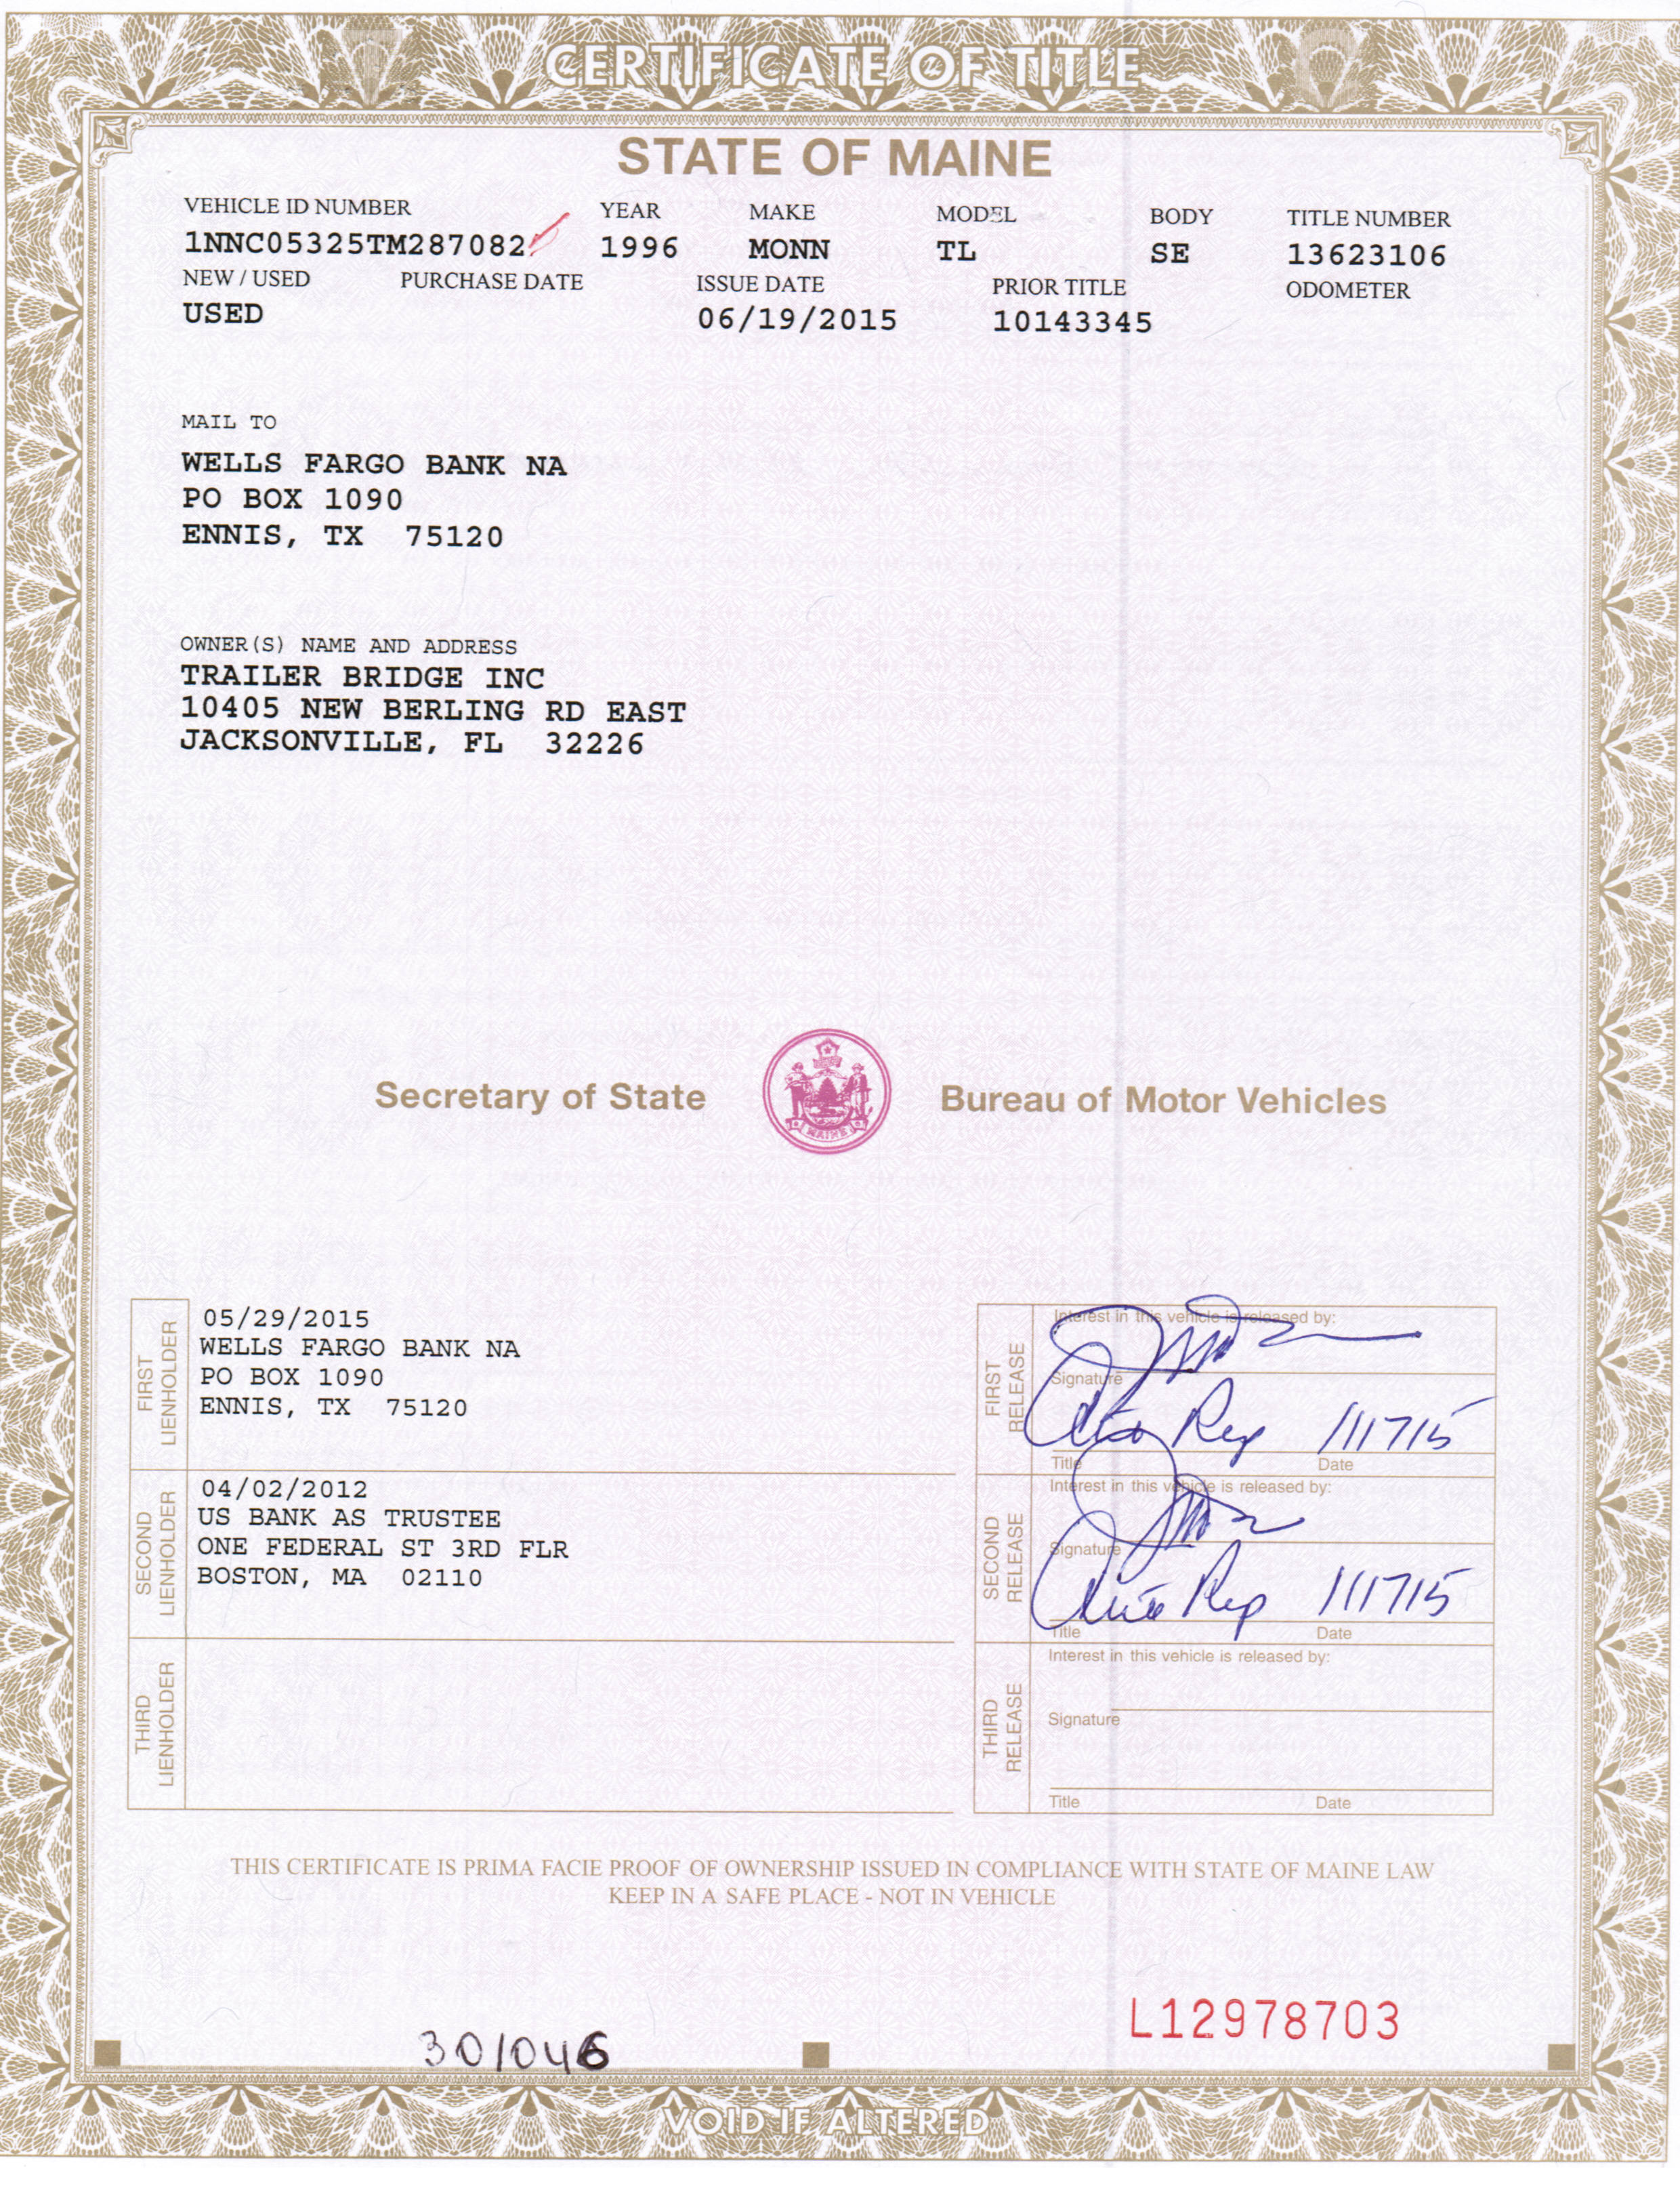 CERTIFICATE OF TITLE
STATE OF MAINE
VEHICLE ID NUMBER YEAR MAKE MODEL BODY TITLE NUMBER
1NNC05325TM287082 1996 MONN TL SE 13623106
NEW / USED PURCHASE DATE ISSUE DATE PRIOR TITLE ODOMETER
USED 06/19/2015 10143345
MAIL TO
WELLS FARGO BANK NA
PO BOX 1090
ENNIS, TX 75120
OWNER(S) NAME AND ADDRESS
TRAILER BRIDGE INC
10405 NEW BERLING RD EAST
JACKSONVILLE, FL 32226
Secretary of State
MAINE
Bureau of Motor Vehicles
FIRST LIENHOLDER
05/29/2015
WELLS FARGO BANK NA
PO BOX 1090
ENNIS, TX 75120
FIRST RELEASE
Interest in this vehicle is released by:
Signature
Rep 11/17/15
Title Date
SECOND LIENHOLDER
04/02/2012
US BANK AS TRUSTEE
ONE FEDERAL ST 3RD FLR
BOSTON, MA 02110
SECOND RELEASE
Interest in this vehicle is released by:
Signature
Rep 11/17/15
Title Date
THIRD LIENHOLDER
THIRD RELEASE
Interest in this vehicle is released by:
Signature
Title Date
THIS CERTIFICATE IS PRIMA FACIE PROOF OF OWNERSHIP ISSUED IN COMPLIANCE WITH STATE OF MAINE LAW
KEEP IN A SAFE PLACE - NOT IN VEHICLE
L12978703
301046
VOID IF ALTERED